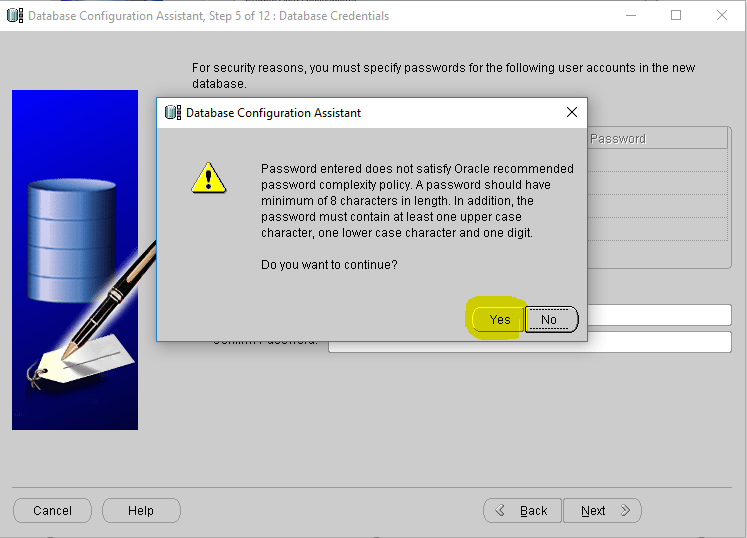 Database Configuration Assistant, Step 5 of 12 : Database Credentials
For security reasons, you must specify passwords for the following user accounts in the new
database.
Database Configuration Assistant
Password
Password entered does not satisfy Oracle recommended
password complexity policy. A password should have
minimum of 8 characters in length. In addition, the
password must contain at least one upper case
character, one lower case character and one digit.
Do you want to continue?
Yes No
Confirm Password:
Cancel Help Back Next